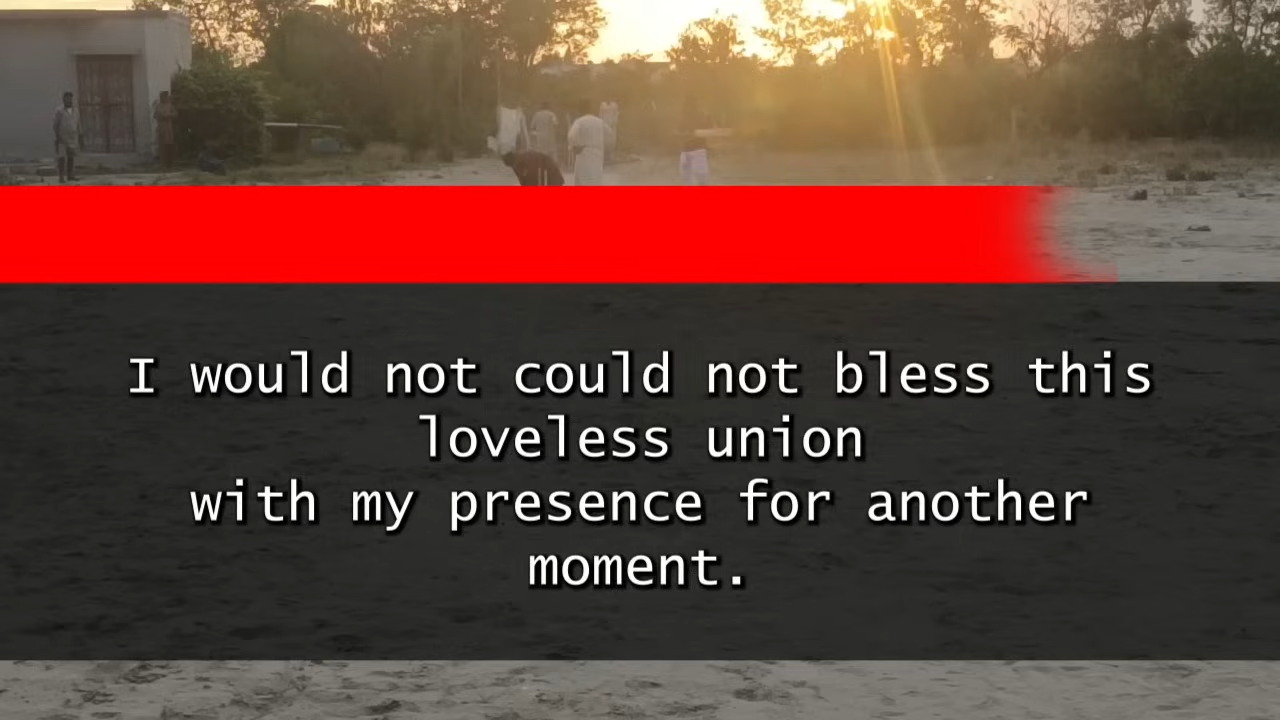 I would not could not bless this
loveless union
with my presence for another
moment.